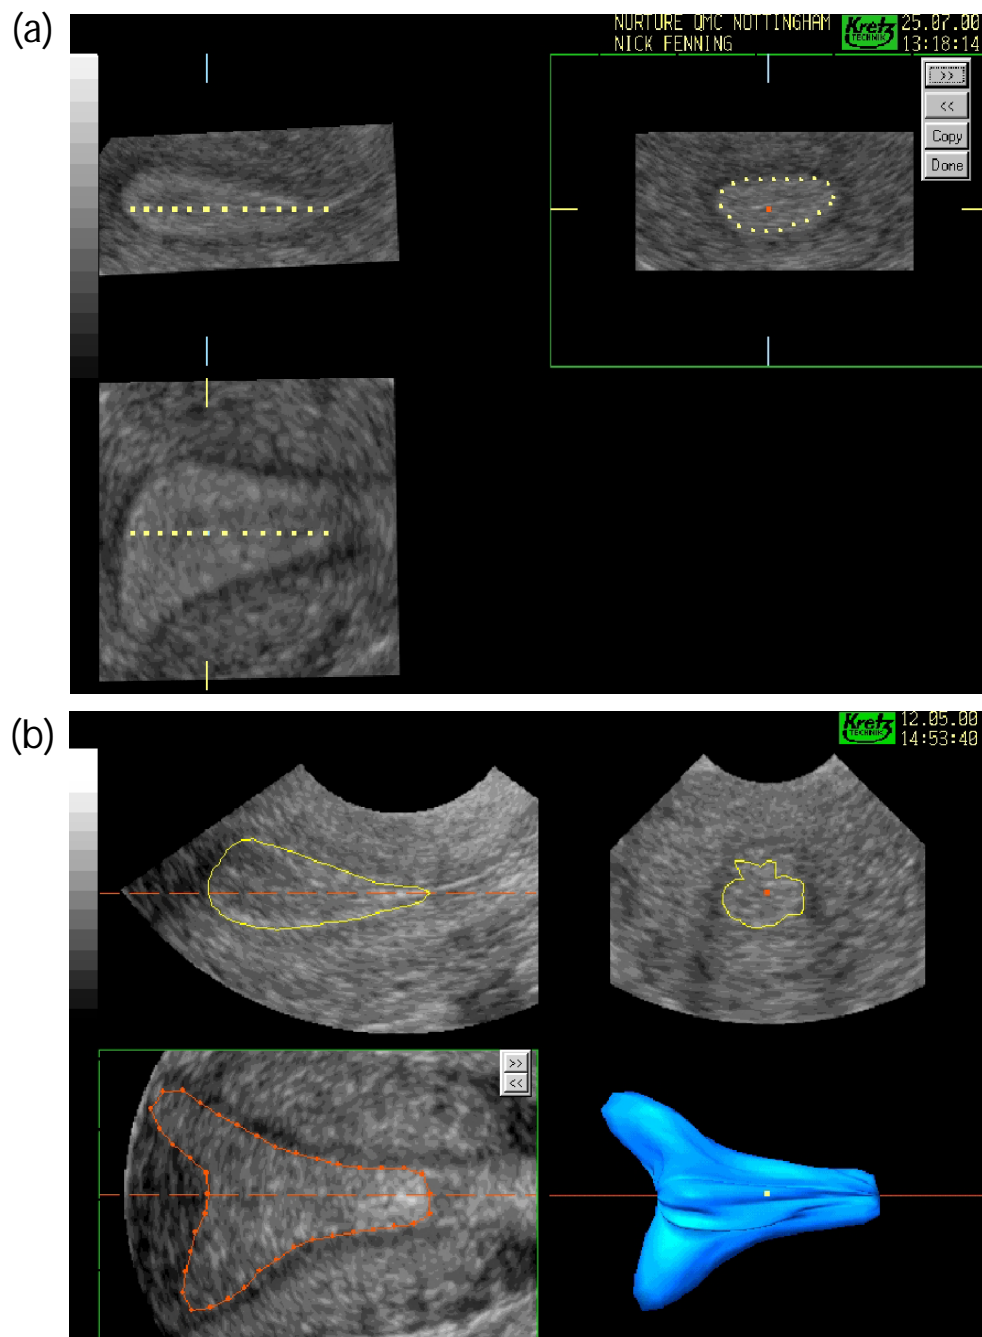 (a)
NURTURE QMC NOTTINGHAM
NICK FENNING
Kretz
TECHNIK
25.07.00
13:18:14
>>
<<
Copy
Done
(b)
Kretz
TECHNIK
12.05.00
14:53:40
>>
<<